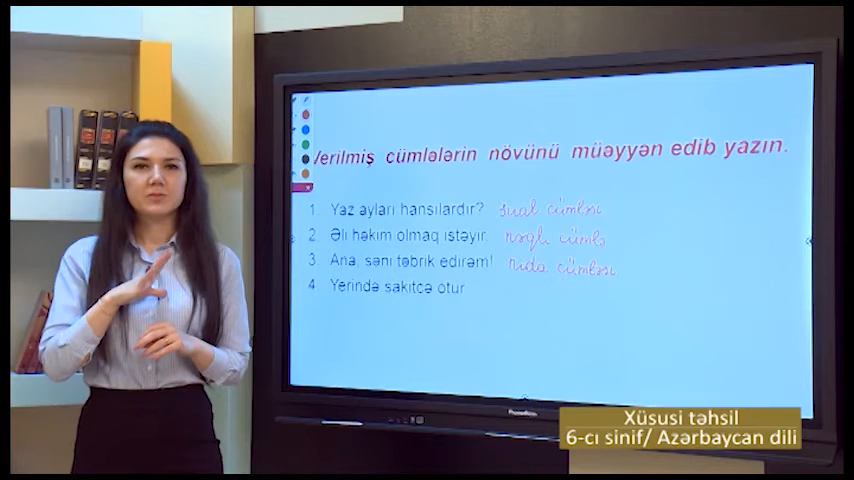 Verilmiş cümlələrin növünü müəyyən edib yazın.
1. Yaz ayları hansılardır? sual cümləsi
2. Əli həkim olmaq istəyir. nəqli cümlə
3. Ana, səni təbrik edirəm! nida cümləsi
4. Yerində sakitcə otur
Xüsusi təhsil
6-cı sinif/ Azərbaycan dili